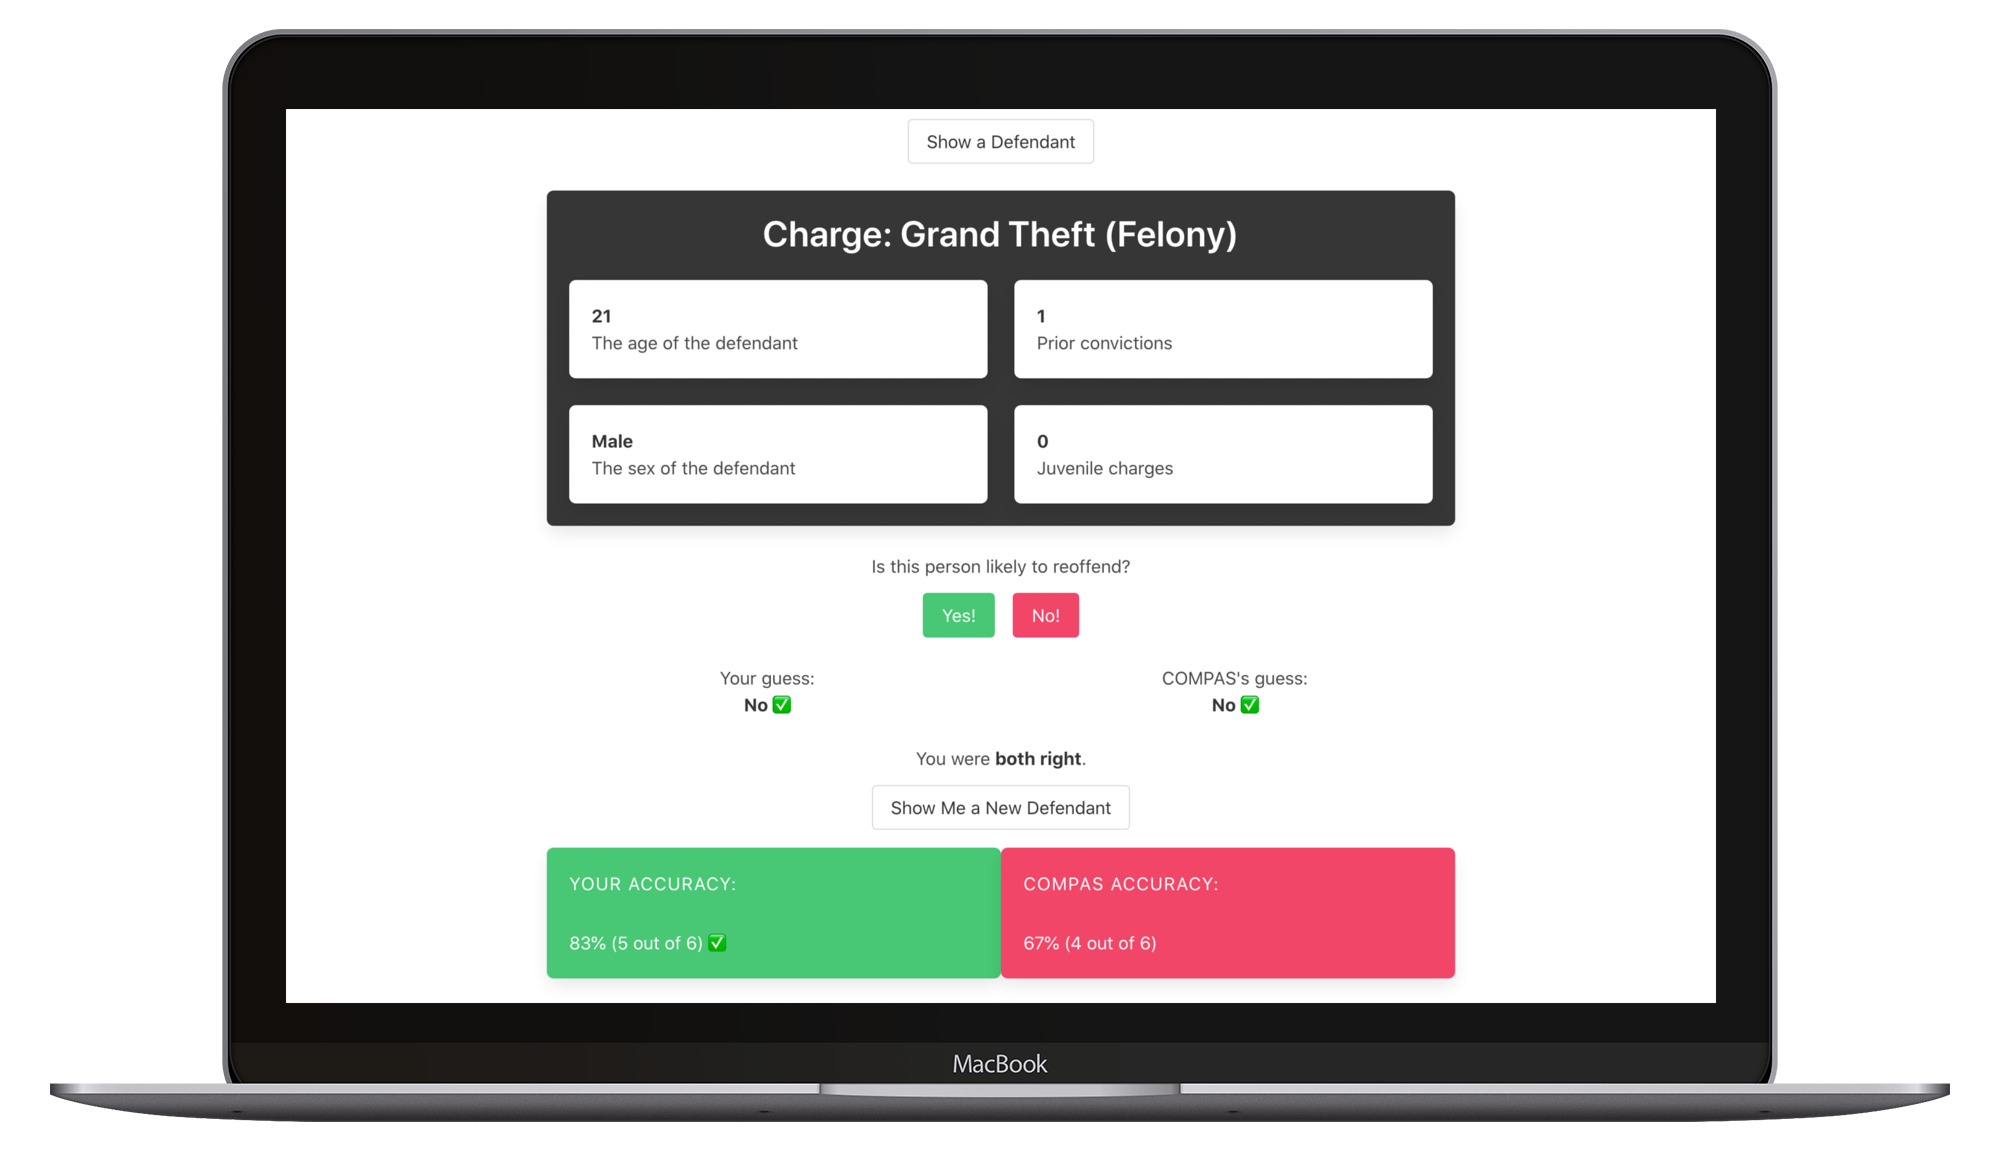 Show a Defendant
Charge: Grand Theft (Felony)
21
The age of the defendant
1
Prior convictions
Male
The sex of the defendant
0
Juvenile charges
Is this person likely to reoffend?
Yes! No!
Your guess:
No ✅
COMPAS's guess:
No ✅
You were both right.
Show Me a New Defendant
YOUR ACCURACY:
83% (5 out of 6) ✅
COMPAS ACCURACY:
67% (4 out of 6)
MacBook